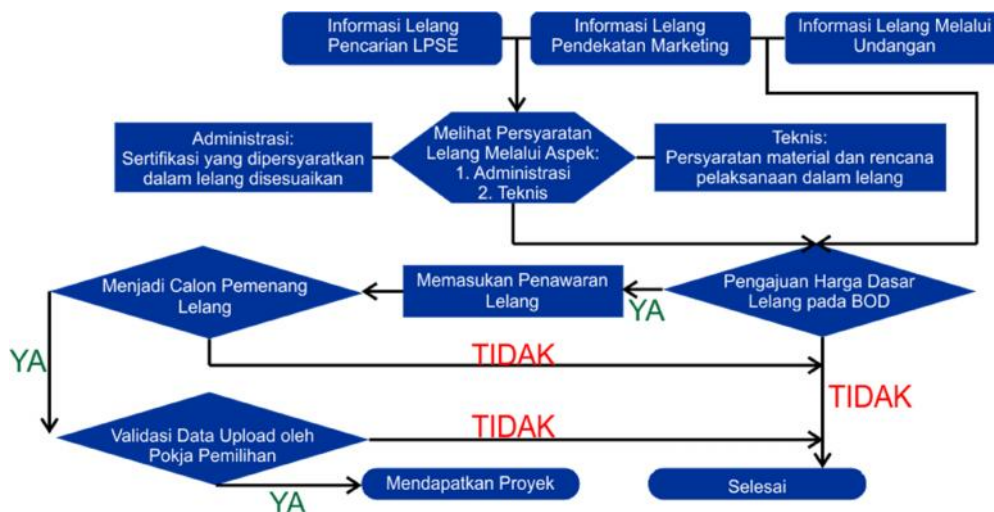 Informasi Lelang
Pencarian LPSE
Informasi Lelang
Pendekatan Marketing
Informasi Lelang Melalui
Undangan
Administrasi:
Sertifikasi yang dipersyaratkan
dalam lelang disesuaikan
Melihat Persyaratan
Lelang Melalui Aspek:
1. Administrasi
2. Teknis
Teknis:
Persyaratan material dan rencana
pelaksanaan dalam lelang
Menjadi Calon Pemenang
Lelang
Memasukan Penawaran
Lelang
Pengajuan Harga Dasar
Lelang pada BOD
YA
YA
TIDAK
TIDAK
Validasi Data Upload oleh
Pokja Pemilihan
TIDAK
YA
Mendapatkan Proyek
Selesai